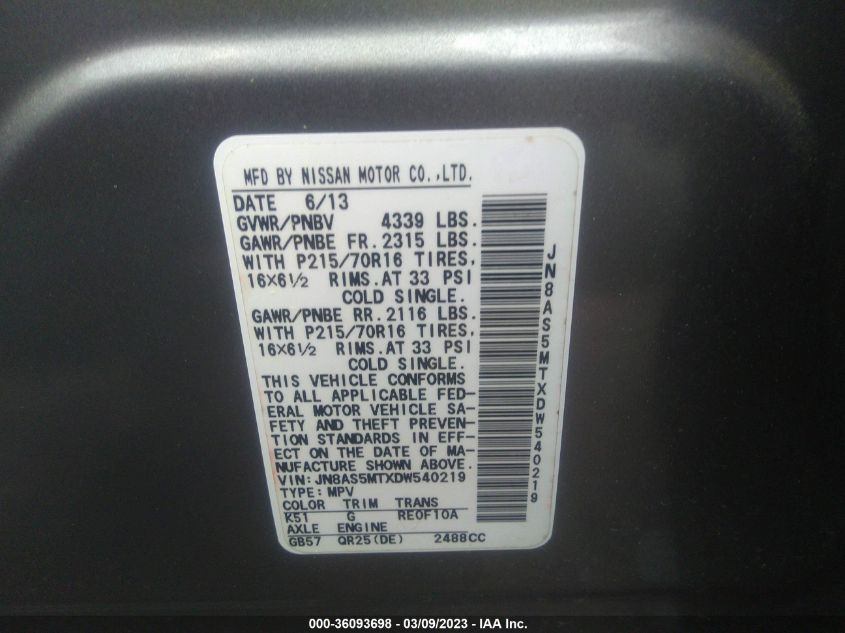 MFD BY NISSAN MOTOR CO.,LTD.
DATE 6/13
GVWR/PNBV 4339 LBS.
GAWR/PNBE FR.2315 LBS.
WITH P215/70R16 TIRES,
16X6½ RIMS.AT 33 PSI
COLD SINGLE.
GAWR/PNBE RR.2116 LBS.
WITH P215/70R16 TIRES,
16X6½ RIMS.AT 33 PSI
COLD SINGLE.
THIS VEHICLE CONFORMS
TO ALL APPLICABLE FED-
ERAL MOTOR VEHICLE SA-
FETY AND THEFT PREVEN-
TION STANDARDS IN EFF-
ECT ON THE DATE OF MA-
NUFACTURE SHOWN ABOVE.
VIN:JN8AS5MTXDW540219
TYPE:MPV
COLOR TRIM TRANS
K51 G RE0F10A
AXLE ENGINE
GB57 QR25(DE) 2488CC
JN8AS5MTXDW540219
000-36093698 - 03/09/2023 - IAA Inc.